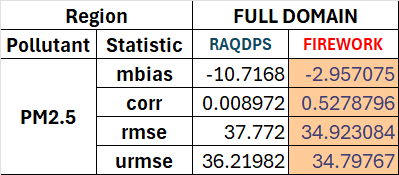 Region FULL DOMAIN
Pollutant Statistic RAQDPS FIREWORK
PM2.5 mbias -10.7168 -2.957075
corr 0.008972 0.5278796
rmse 37.772 34.923084
urmse 36.21982 34.79767